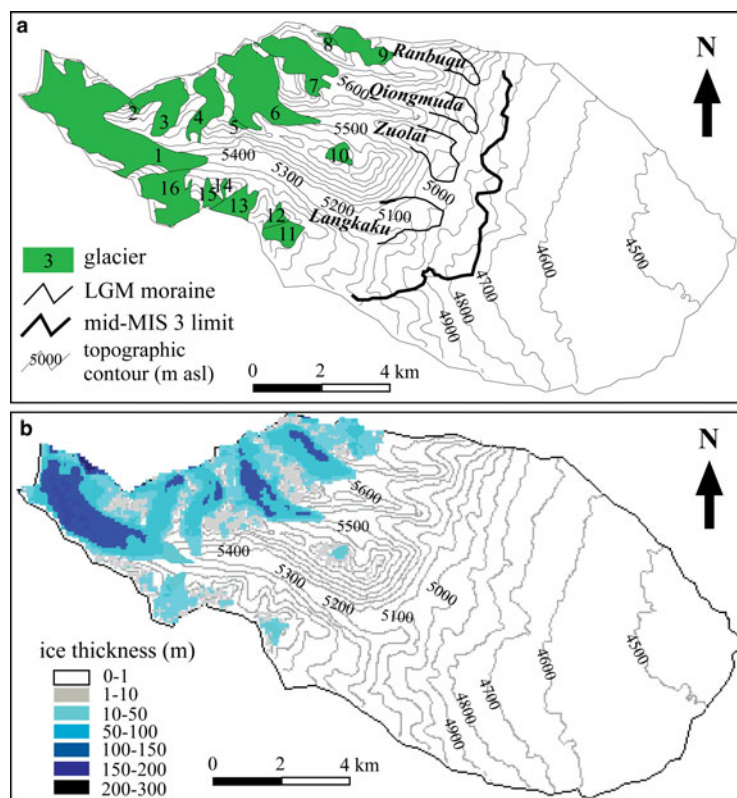 a
8
9
Ranbuqu
N
7
5600
Qiongmuda
2
3
4
5
6
5500
Zuolai
1
5400
10
5300
5000
16
14
15
13
5200
5100
12
Langkaku
11
4500
4600
4700
4800
4900
3 glacier
LGM moraine
mid-MIS 3 limit
5000 topographic
contour (m asl)
0 2 4 km
b
N
5600
5500
5400
5300
5000
5200
5100
4500
4600
4700
4800
4900
ice thickness (m)
0-1
1-10
10-50
50-100
100-150
150-200
200-300
0 2 4 km